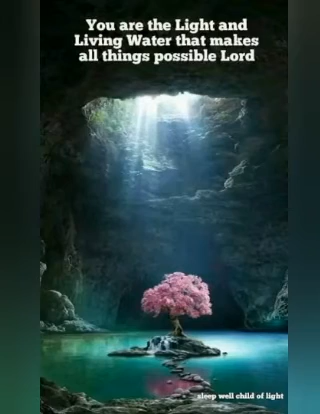 You are the Light and
Living Water that makes
all things possible Lord
sleep well child of light